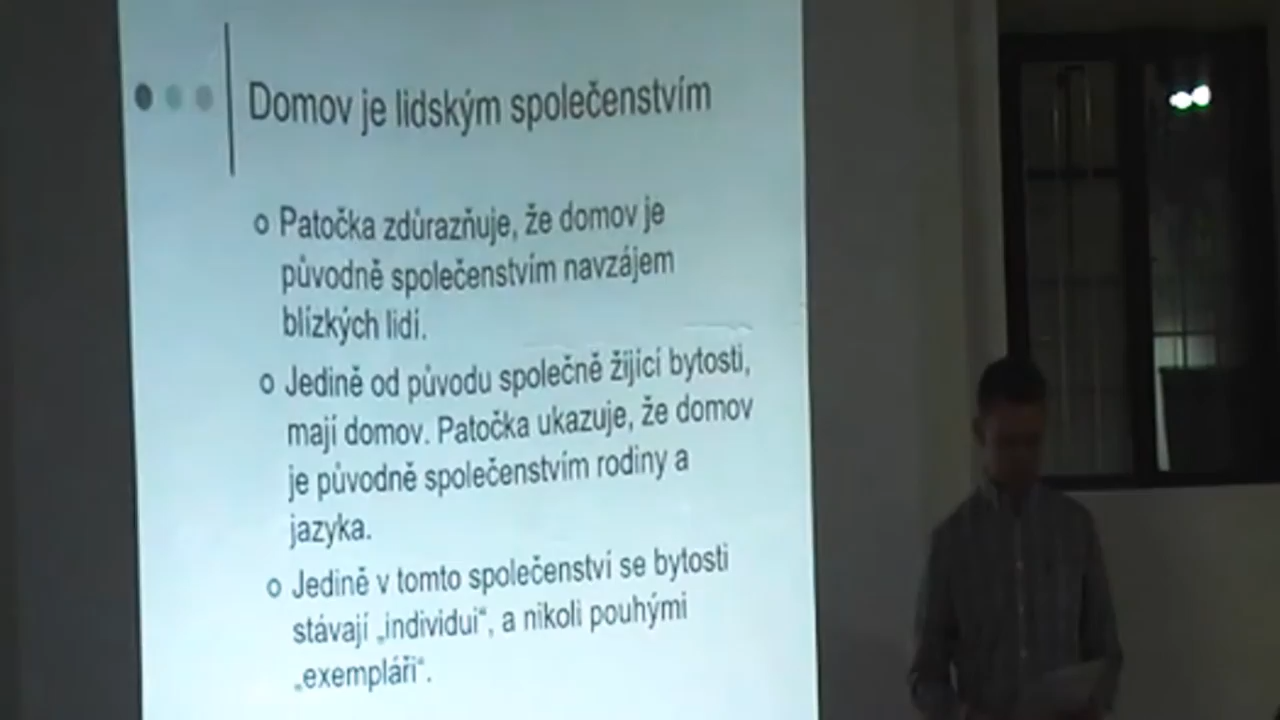 Domov je lidským společenstvím
Patočka zdůrazňuje, že domov je
původně společenstvím navzájem
blízkých lidí.
Jedině od původu společně žijící bytosti,
mají domov. Patočka ukazuje, že domov
je původně společenstvím rodiny a
jazyka.
Jedině v tomto společenství se bytosti
stávají „individui“, a nikoli pouhými
„exempláři“.